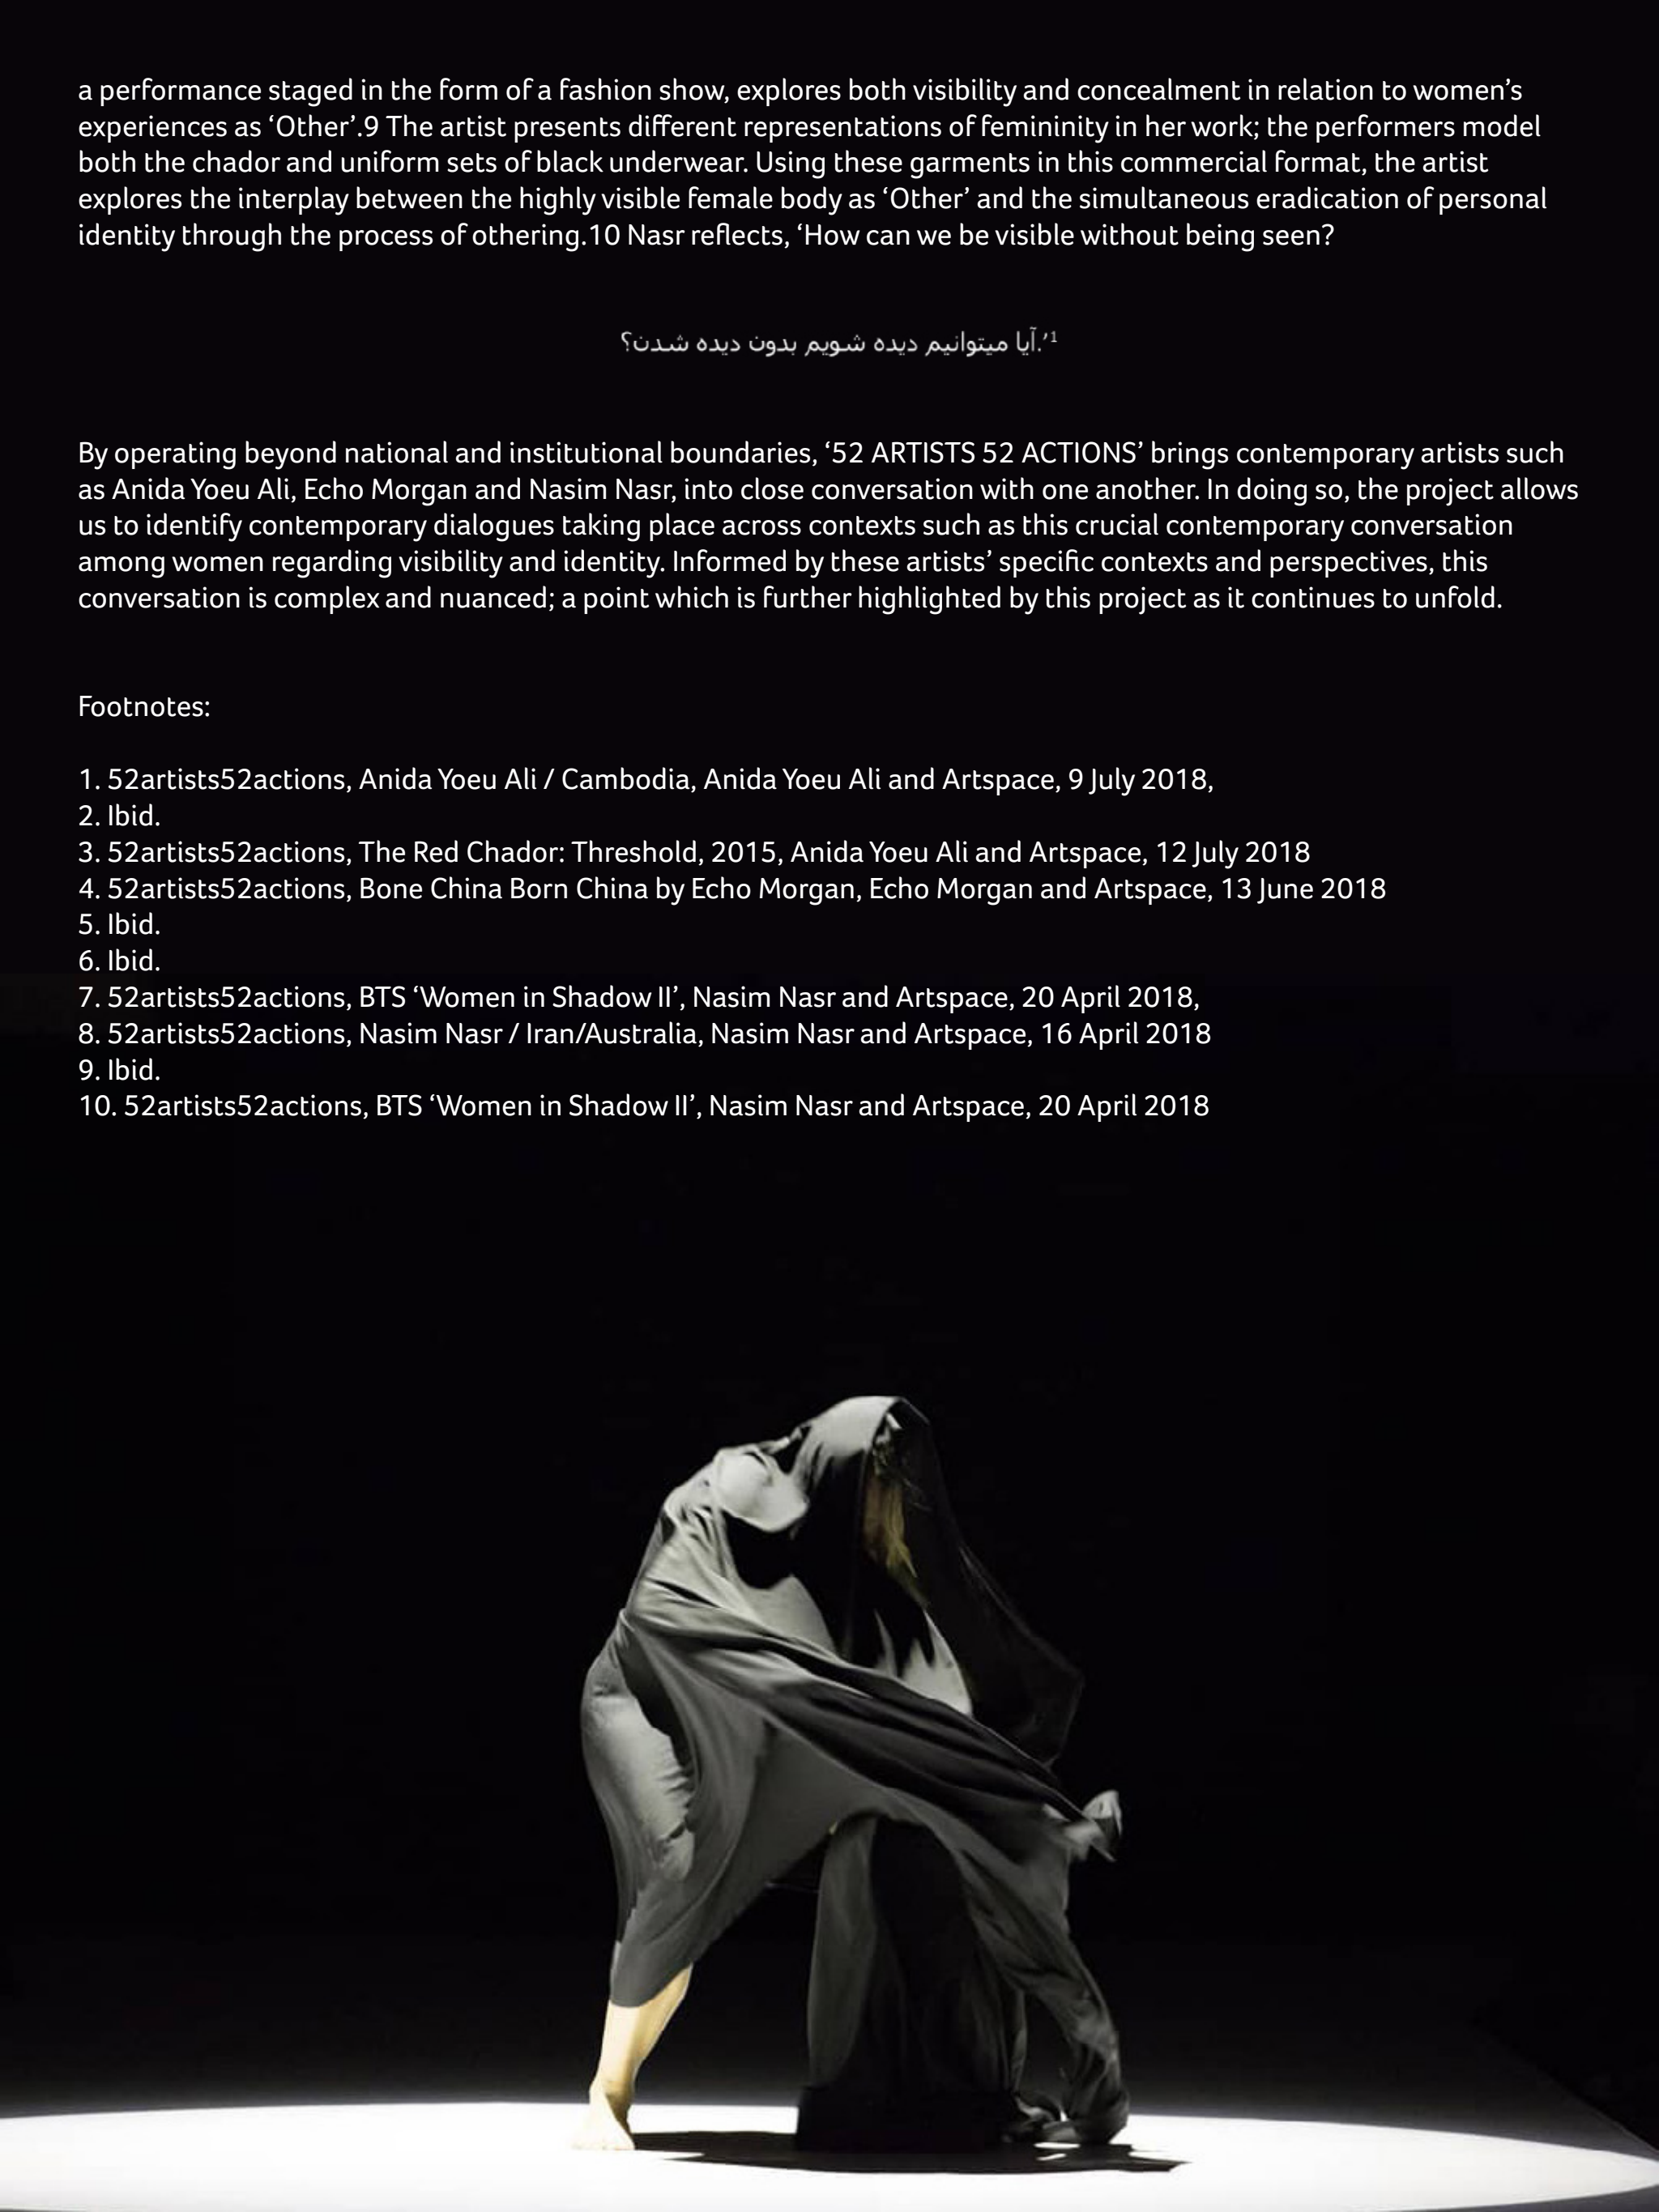 a performance staged in the form of a fashion show, explores both visibility and concealment in relation to women’s
experiences as ‘Other’.9 The artist presents different representations of femininity in her work; the performers model
both the chador and uniform sets of black underwear. Using these garments in this commercial format, the artist
explores the interplay between the highly visible female body as ‘Other’ and the simultaneous eradication of personal
identity through the process of othering.10 Nasr reflects, ‘How can we be visible without being seen?
آیا میتوانیم دیده شویم بدون دیده شدن؟.’1
By operating beyond national and institutional boundaries, ‘52 ARTISTS 52 ACTIONS’ brings contemporary artists such
as Anida Yoeu Ali, Echo Morgan and Nasim Nasr, into close conversation with one another. In doing so, the project allows
us to identify contemporary dialogues taking place across contexts such as this crucial contemporary conversation
among women regarding visibility and identity. Informed by these artists’ specific contexts and perspectives, this
conversation is complex and nuanced; a point which is further highlighted by this project as it continues to unfold.
Footnotes:
1. 52artists52actions, Anida Yoeu Ali / Cambodia, Anida Yoeu Ali and Artspace, 9 July 2018,
2. Ibid.
3. 52artists52actions, The Red Chador: Threshold, 2015, Anida Yoeu Ali and Artspace, 12 July 2018
4. 52artists52actions, Bone China Born China by Echo Morgan, Echo Morgan and Artspace, 13 June 2018
5. Ibid.
6. Ibid.
7. 52artists52actions, BTS ‘Women in Shadow II’, Nasim Nasr and Artspace, 20 April 2018,
8. 52artists52actions, Nasim Nasr / Iran/Australia, Nasim Nasr and Artspace, 16 April 2018
9. Ibid.
10. 52artists52actions, BTS ‘Women in Shadow II’, Nasim Nasr and Artspace, 20 April 2018